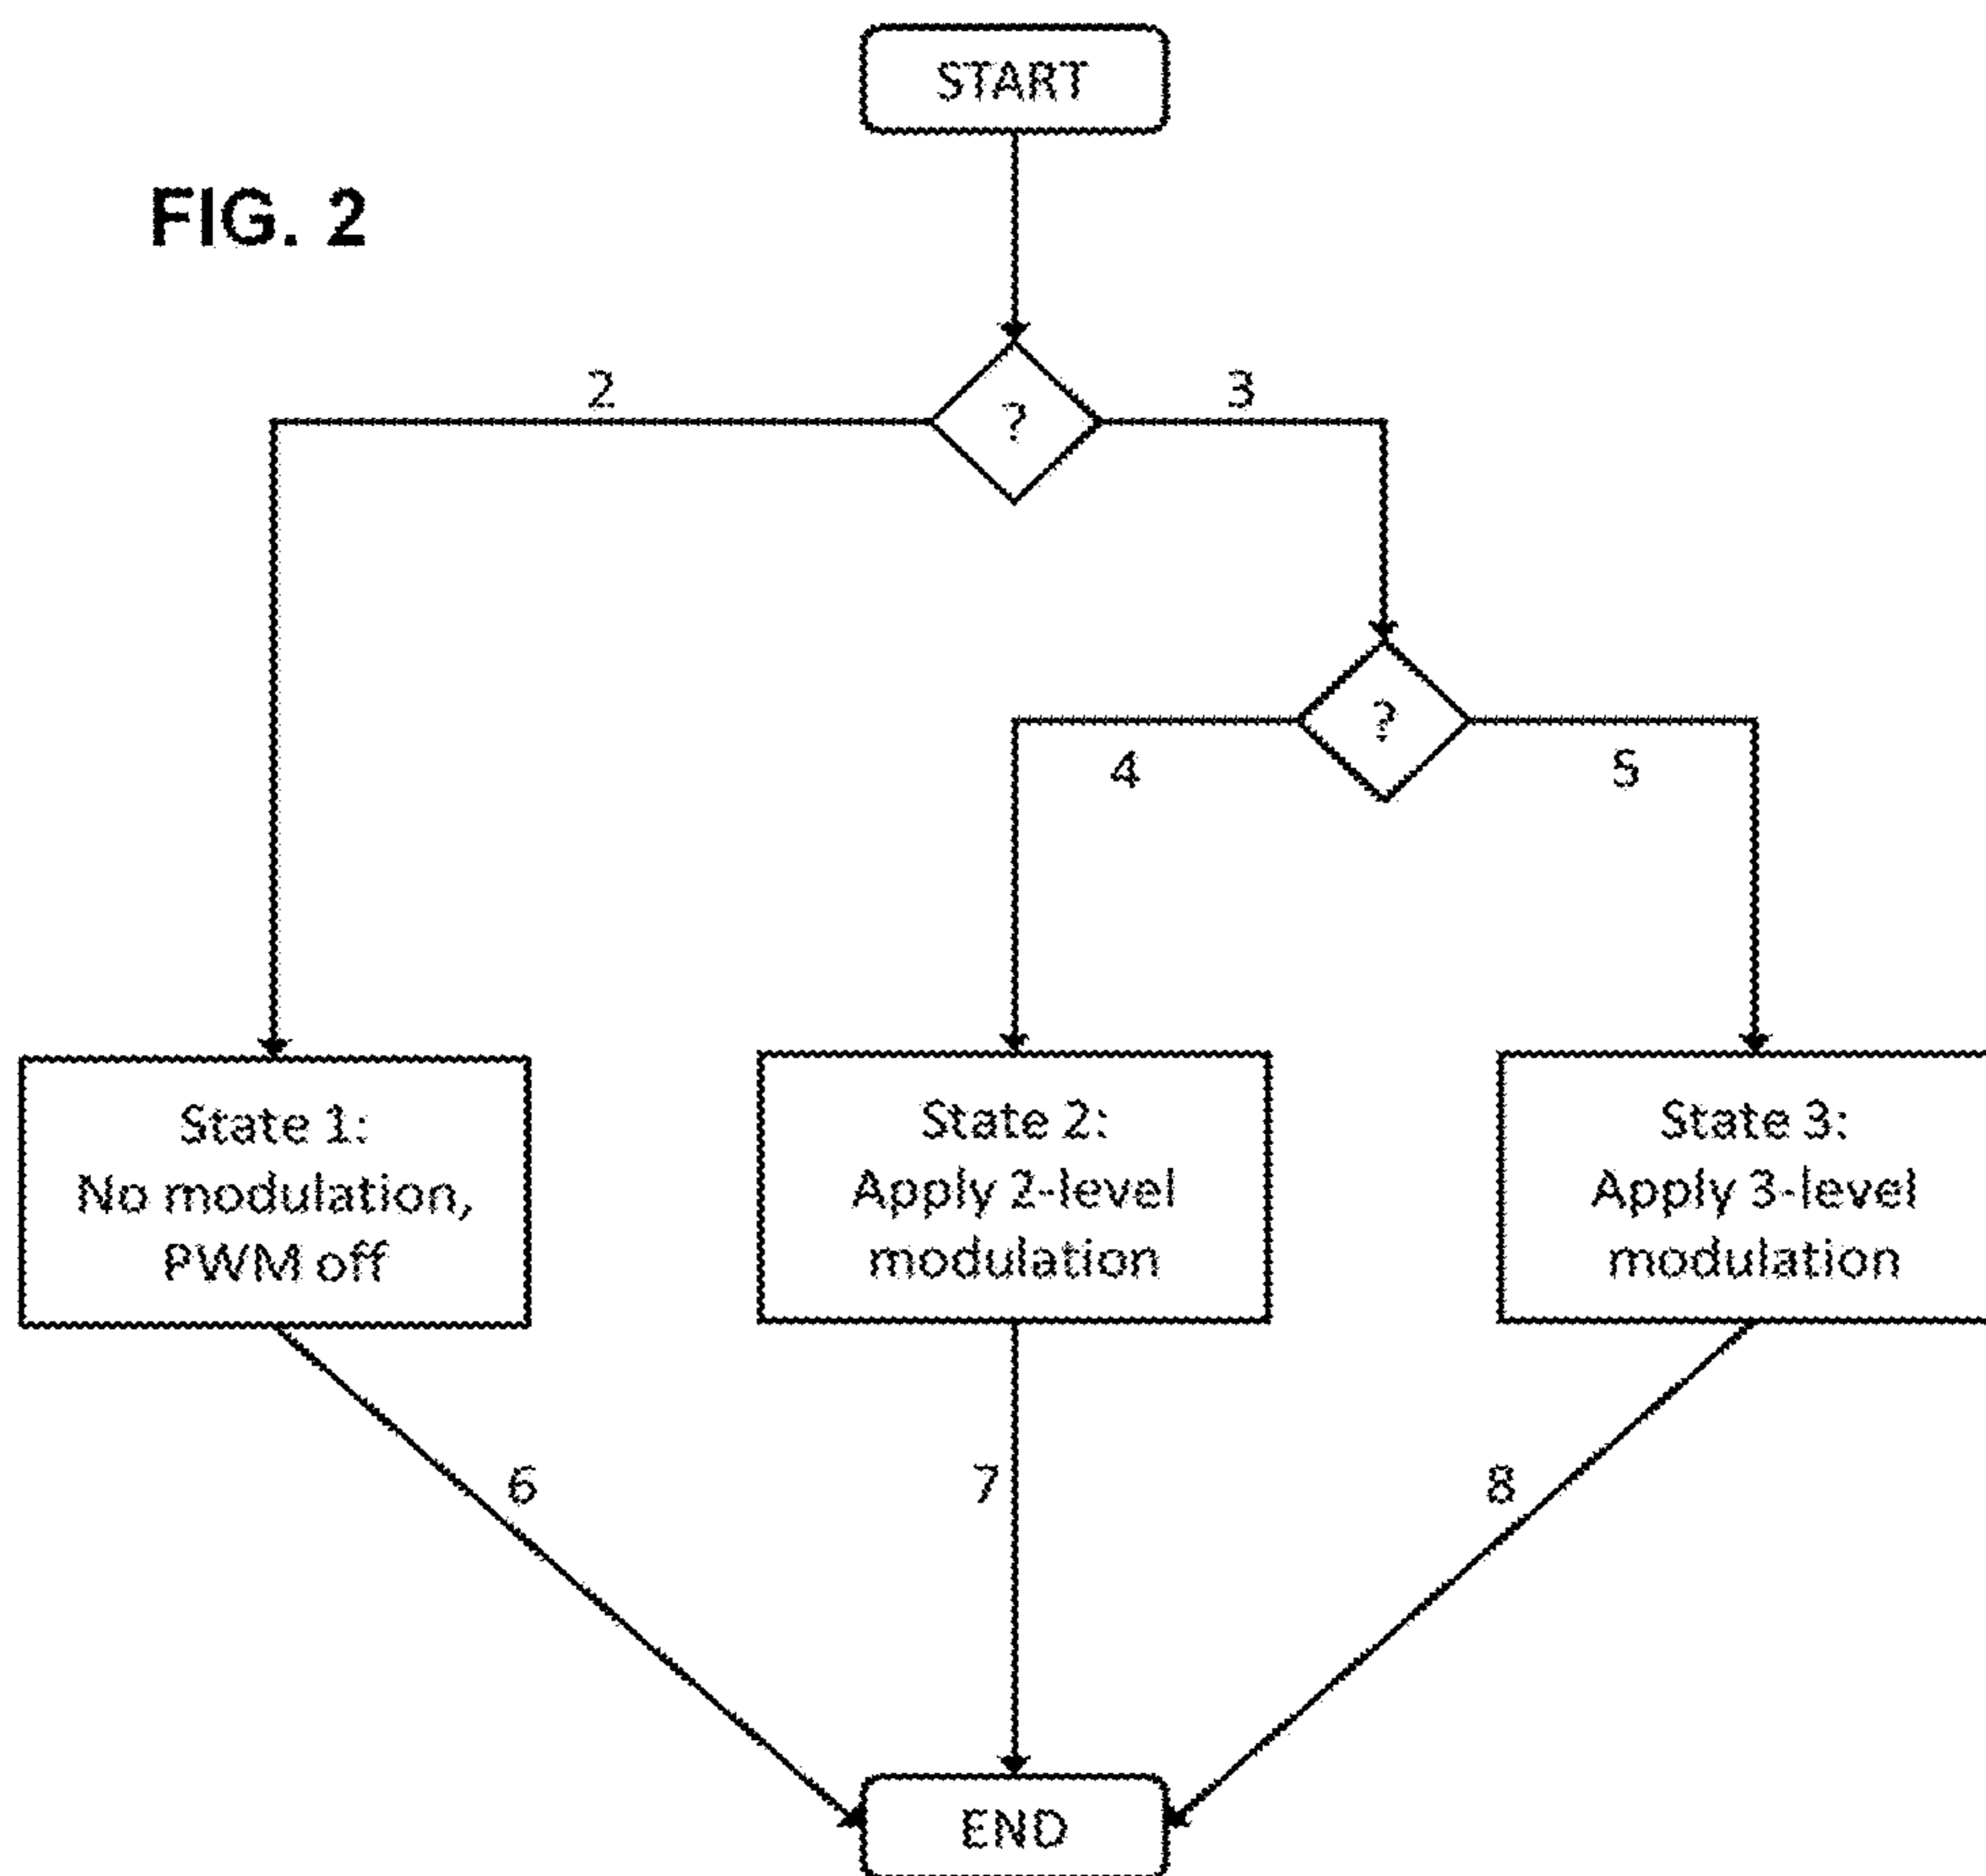 START
FIG. 2
2
3
?
?
4
5
State 1:
No modulation,
PWM off
State 2:
Apply 2-level
modulation
State 3:
Apply 3-level
modulation
6
7
8
END